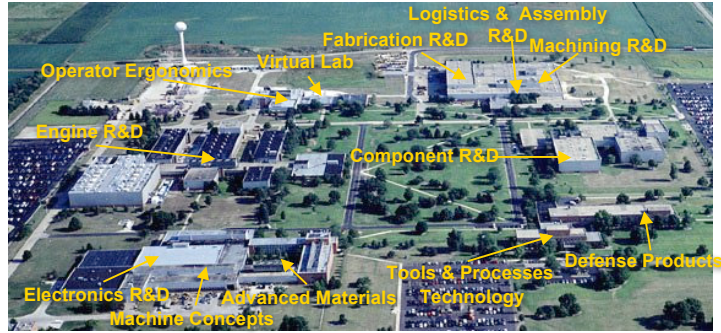 Logistics & Assembly
R&D
Fabrication R&D
Machining R&D
Virtual Lab
Operator Ergonomics
Engine R&D
Component R&D
Defense Products
Tools & Processes
Technology
Electronics R&D
Advanced Materials
Machine Concepts